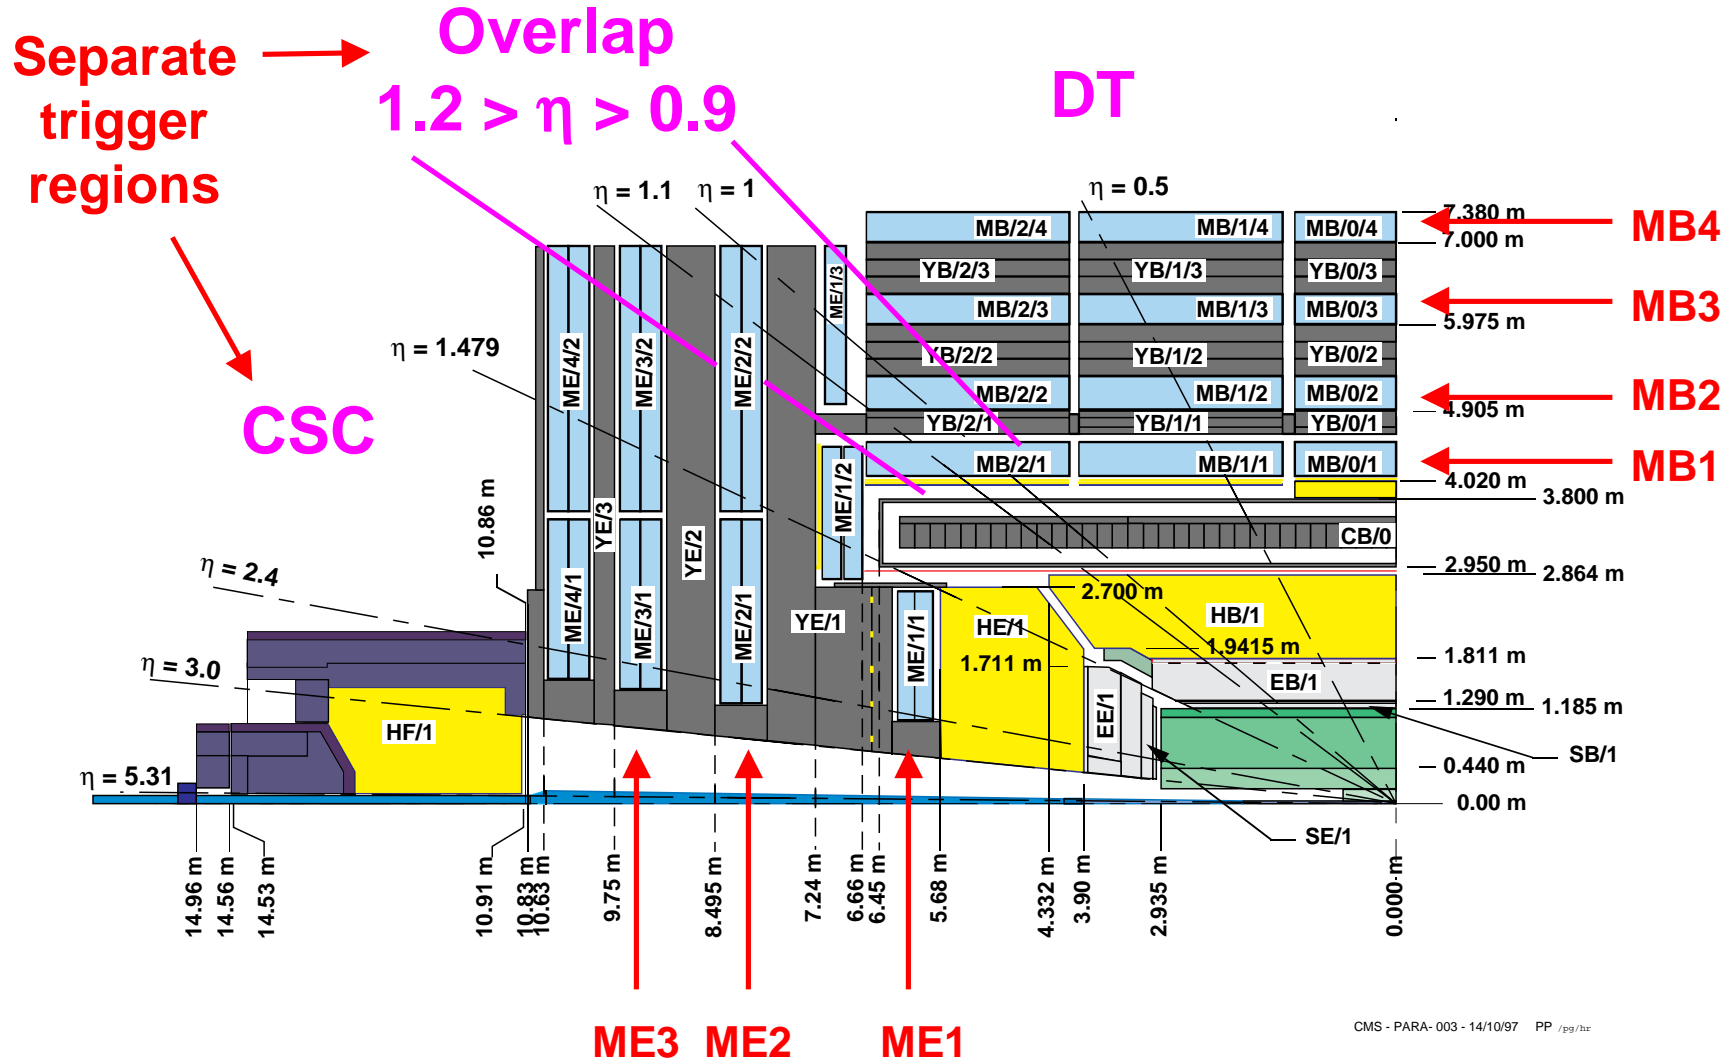 Separate
trigger
regions
Overlap
1.2 > η > 0.9
DT
CSC
η = 1.1
η = 1
η = 0.5
η = 1.479
η = 2.4
η = 3.0
η = 5.31
MB/2/4
MB/1/4
MB/0/4
YB/2/3
YB/1/3
YB/0/3
MB/2/3
MB/1/3
MB/0/3
YB/2/2
YB/1/2
YB/0/2
MB/2/2
MB/1/2
MB/0/2
YB/2/1
YB/1/1
YB/0/1
MB/2/1
MB/1/1
MB/0/1
7.380 m
7.000 m
5.975 m
4.905 m
4.020 m
3.800 m
2.950 m
2.864 m
1.811 m
1.290 m
1.185 m
0.440 m
0.00 m
MB4
MB3
MB2
MB1
ME/4/2
ME/3/2
ME/2/2
ME/1/3
ME/1/2
YE/3
YE/2
YE/1
ME/4/1
ME/3/1
ME/2/1
ME/1/1
10.86 m
CB/0
2.700 m
HE/1
HB/1
1.711 m
1.9415 m
EB/1
EE/1
SB/1
SE/1
HF/1
14.96 m
14.56 m
14.53 m
10.91 m
10.83 m
10.63 m
9.75 m
8.495 m
7.24 m
6.66 m
6.45 m
5.68 m
4.332 m
3.90 m
2.935 m
0.000 m
ME3
ME2
ME1
CMS - PARA- 003 - 14/10/97 PP /pg/hr